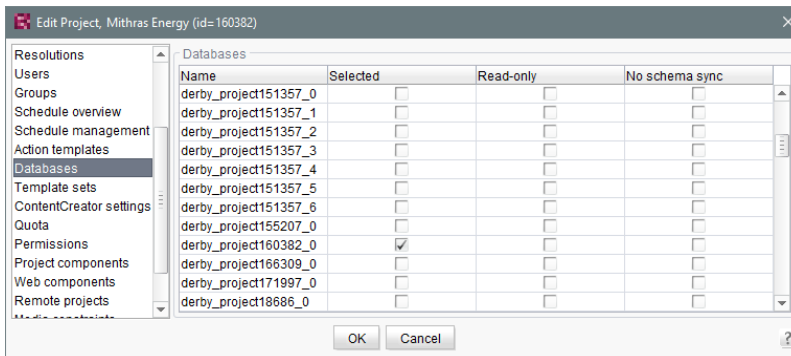 Edit Project, Mithras Energy (id=160382)
Resolutions
Users
Groups
Schedule overview
Schedule management
Action templates
Databases
Template sets
ContentCreator settings
Quota
Permissions
Project components
Web components
Remote projects
Databases
Name Selected Read-only No schema sync
derby_project151357_0
derby_project151357_1
derby_project151357_2
derby_project151357_3
derby_project151357_4
derby_project151357_5
derby_project151357_6
derby_project155207_0
derby_project160382_0
derby_project166309_0
derby_project171997_0
derby_project18686_0
OK Cancel
?